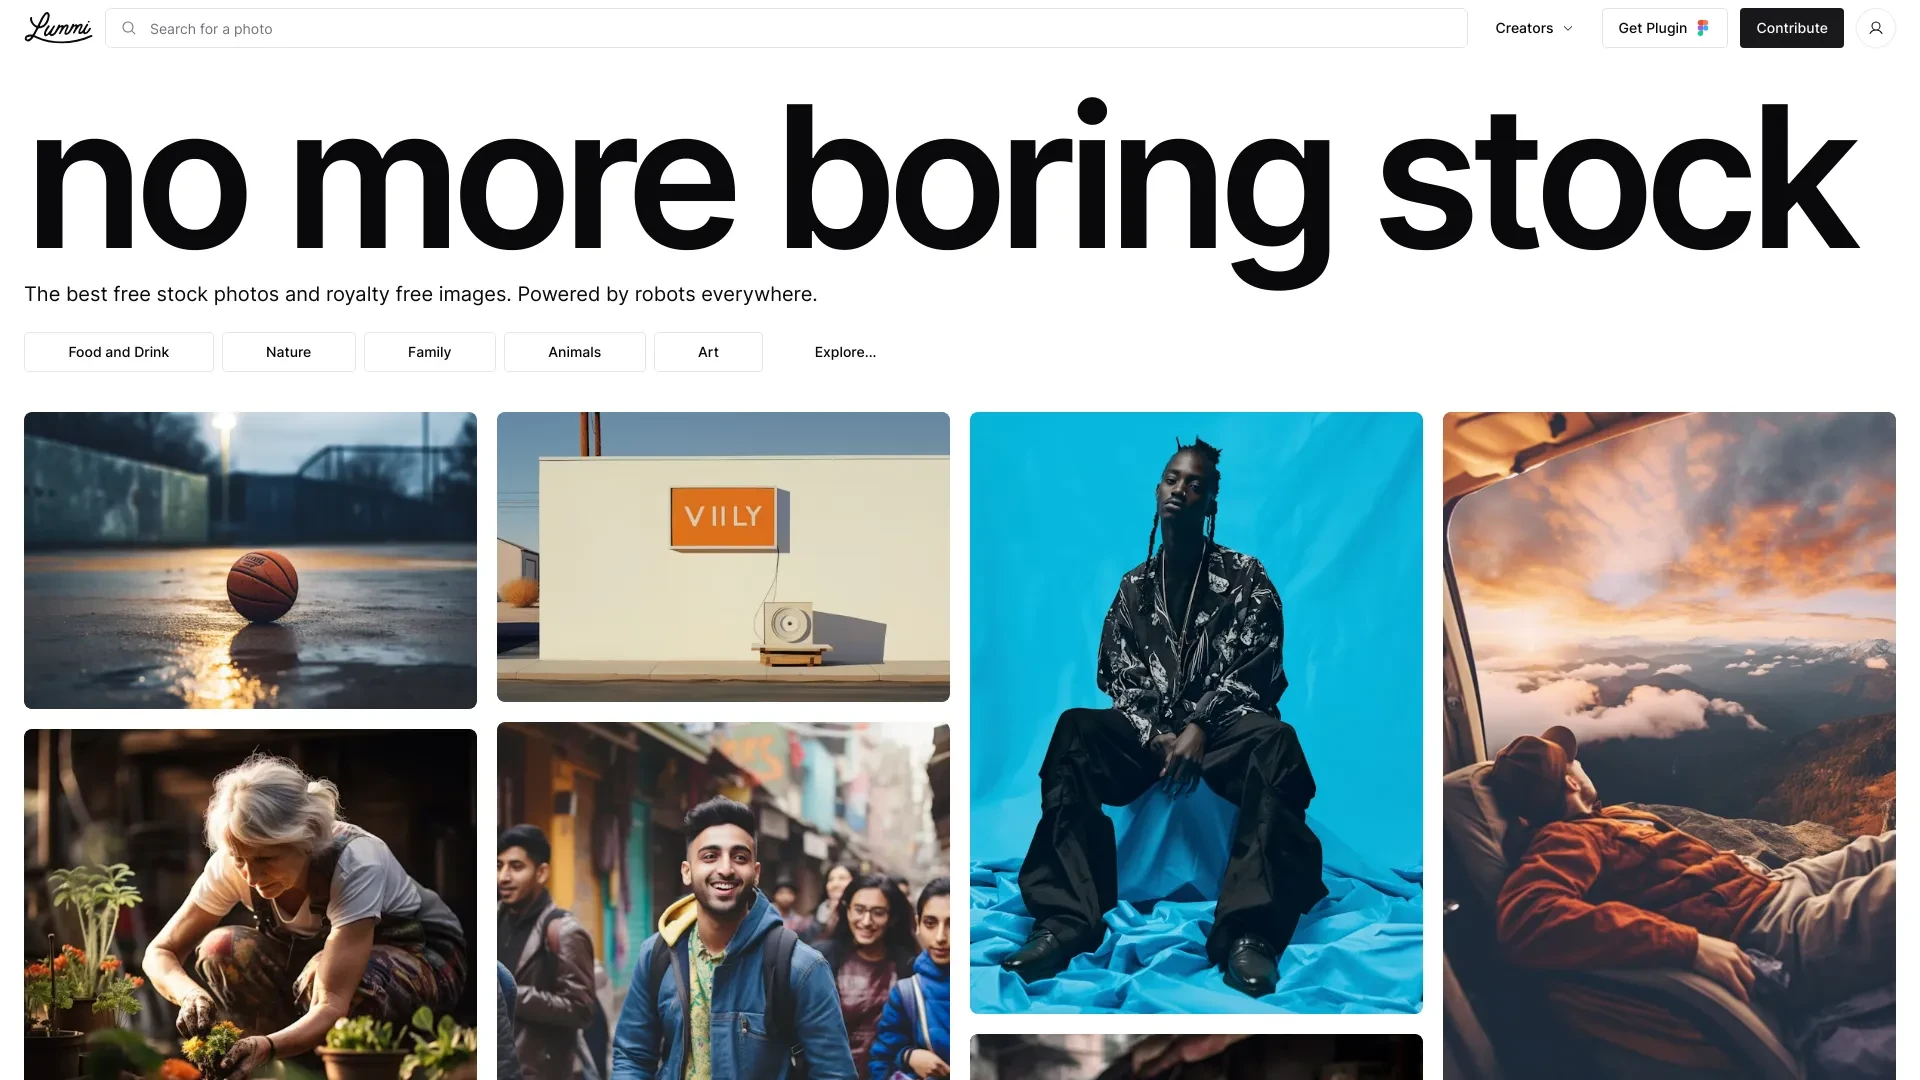 Lummi
Search for a photo
Creators
Get Plugin
Contribute
no more boring stock
The best free stock photos and royalty free images. Powered by robots everywhere.
Food and Drink
Nature
Family
Animals
Art
Explore...
V I I LY